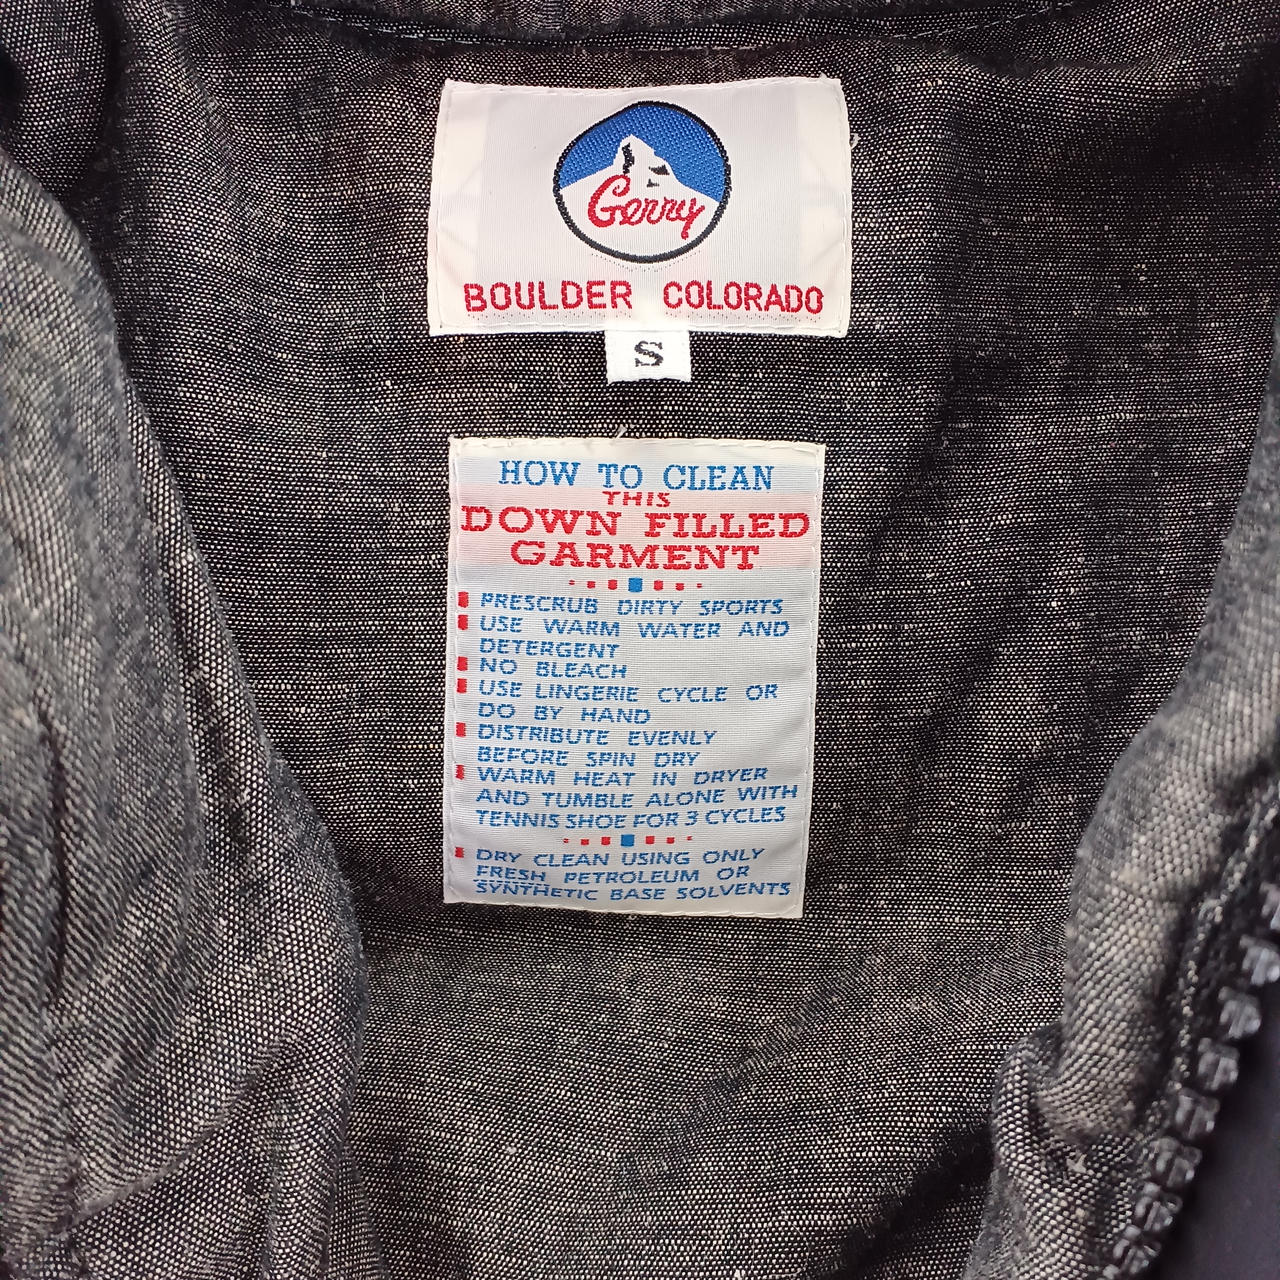 Gerry
BOULDER COLORADO
S
HOW TO CLEAN
THIS
DOWN FILLED
GARMENT
PRESCRUB DIRTY SPORTS
USE WARM WATER AND
DETERGENT
NO BLEACH
USE LINGERIE CYCLE OR
DO BY HAND
DISTRIBUTE EVENLY
BEFORE SPIN DRY
WARM HEAT IN DRYER
AND TUMBLE ALONE WITH
TENNIS SHOE FOR 3 CYCLES
DRY CLEAN USING ONLY
FRESH PETROLEUM OR
SYNTHETIC BASE SOLVENTS